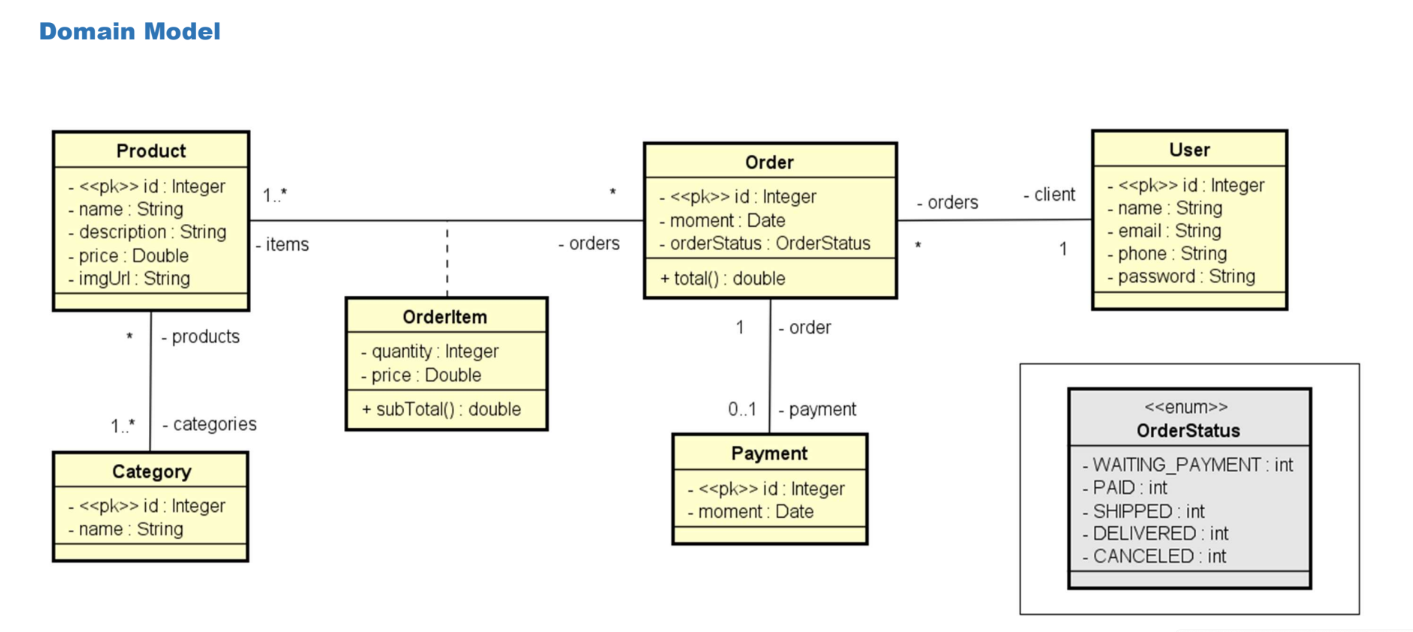 Domain Model
Product
- <<pk>> id : Integer
- name : String
- description : String
- price : Double
- imgUrl : String
1..*
- items
*
- orders
Order
- <<pk>> id : Integer
- moment : Date
- orderStatus : OrderStatus
+ total() : double
- orders
*
- client
1
User
- <<pk>> id : Integer
- name : String
- email : String
- phone : String
- password : String
OrderItem
- quantity : Integer
- price : Double
+ subTotal() : double
* - products
1..* - categories
Category
- <<pk>> id : Integer
- name : String
1 - order
0..1 - payment
Payment
- <<pk>> id : Integer
- moment : Date
<<enum>>
OrderStatus
- WAITING_PAYMENT : int
- PAID : int
- SHIPPED : int
- DELIVERED : int
- CANCELED : int